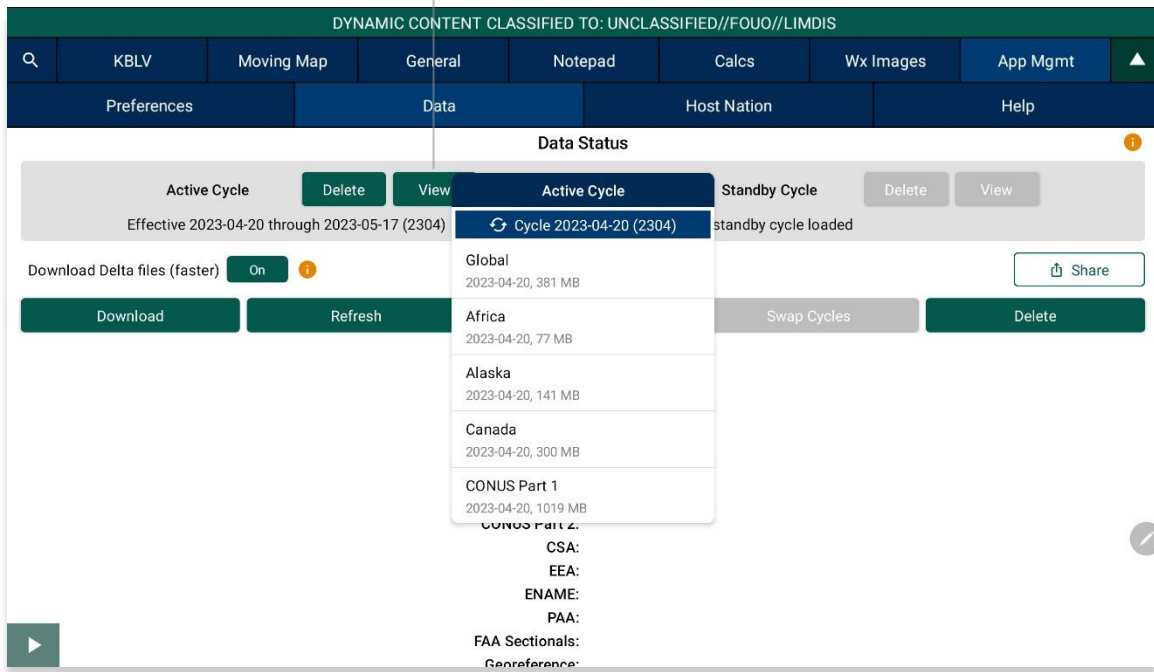 DYNAMIC CONTENT CLASSIFIED TO: UNCLASSIFIED//FOUO//LIMDIS
KBLV Moving Map General Notepad Calcs Wx Images App Mgmt
Preferences Data Host Nation Help
Data Status
Active Cycle Delete View Active Cycle Standby Cycle Delete View
Effective 2023-04-20 through 2023-05-17 (2304) Cycle 2023-04-20 (2304) standby cycle loaded
Global
2023-04-20, 381 MB
Download Delta files (faster) On Share
Download Refresh Swap Cycles Delete
Africa
2023-04-20, 77 MB
Alaska
2023-04-20, 141 MB
Canada
2023-04-20, 300 MB
CONUS Part 1
2023-04-20, 1019 MB
CONUS Part 2:
CSA:
EEA:
ENAME:
PAA:
FAA Sectionals:
Georeference: